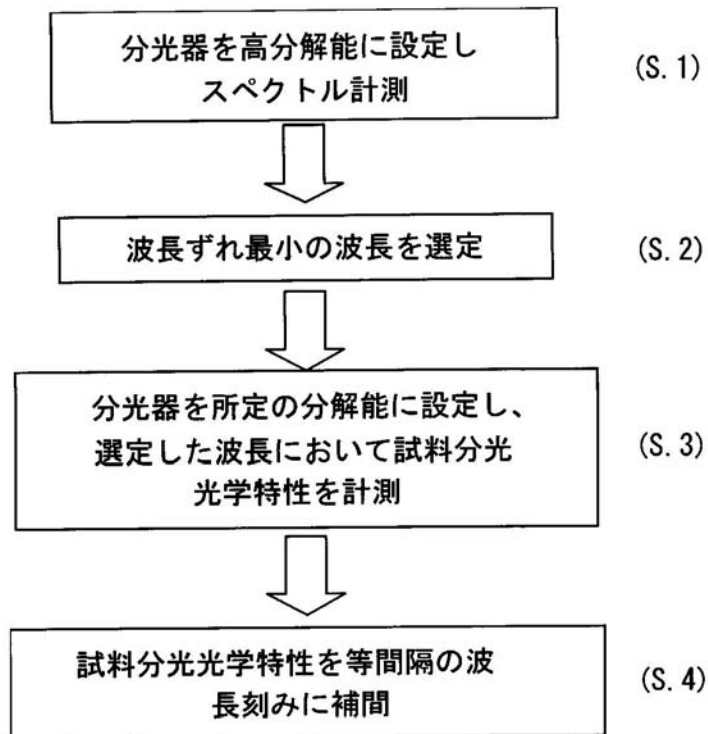 分光器を高分解能に設定し
スペクトル計測
(S. 1)
波長ずれ最小の波長を選定
(S. 2)
分光器を所定の分解能に設定し、
選定した波長において試料分光
光学特性を計測
(S. 3)
試料分光光学特性を等間隔の波
長刻みに補間
(S. 4)